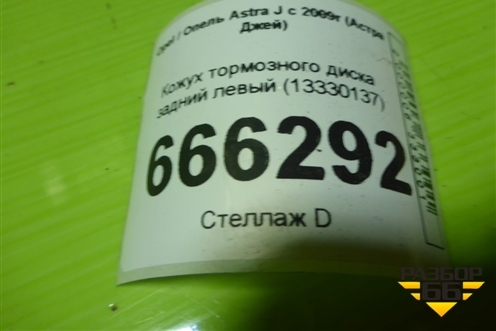 Opel / Опель Astra J с 2009г (Астра
Джей)
Кожух тормозного диска
задний левый (13330137)
666292
Стеллаж D
РАЗБОР
66